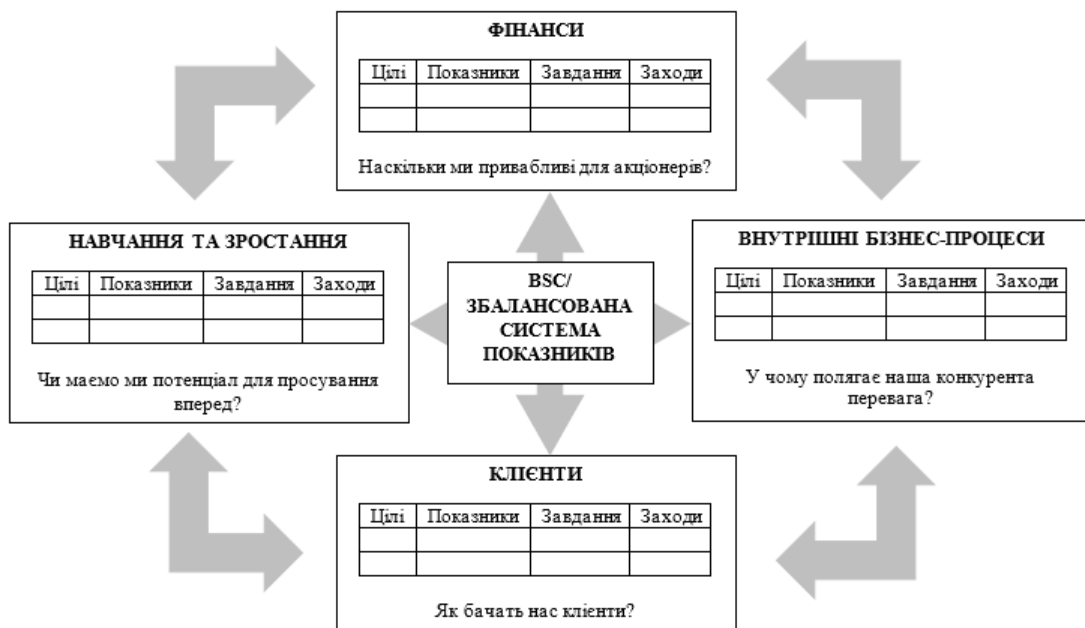 ФІНАНСИ
Цілі Показники Завдання Заходи
Наскільки ми привабливі для акціонерів?
НАВЧАННЯ ТА ЗРОСТАННЯ
Цілі Показники Завдання Заходи
Чи маємо ми потенціал для просування
вперед?
BSC/
ЗБАЛАНСОВАНА
СИСТЕМА
ПОКАЗНИКІВ
ВНУТРІШНІ БІЗНЕС-ПРОЦЕСИ
Цілі Показники Завдання Заходи
У чому полягає наша конкурента
перевага?
КЛІЄНТИ
Цілі Показники Завдання Заходи
Як бачать нас клієнти?